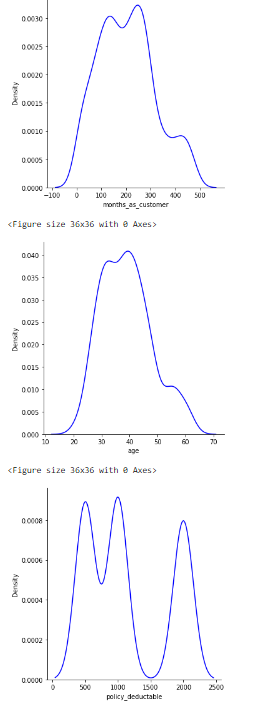 0.0030
0.0025
0.0020
0.0015
0.0010
0.0005
0.0000
Density
−100 0 100 200 300 400 500
months_as_customer
<Figure size 36x36 with 0 Axes>
0.040
0.035
0.030
0.025
0.020
0.015
0.010
0.005
0.000
Density
10 20 30 40 50 60 70
age
<Figure size 36x36 with 0 Axes>
0.0008
0.0006
0.0004
0.0002
0.0000
Density
500 1000 1500 2000 2500
policy_deductable